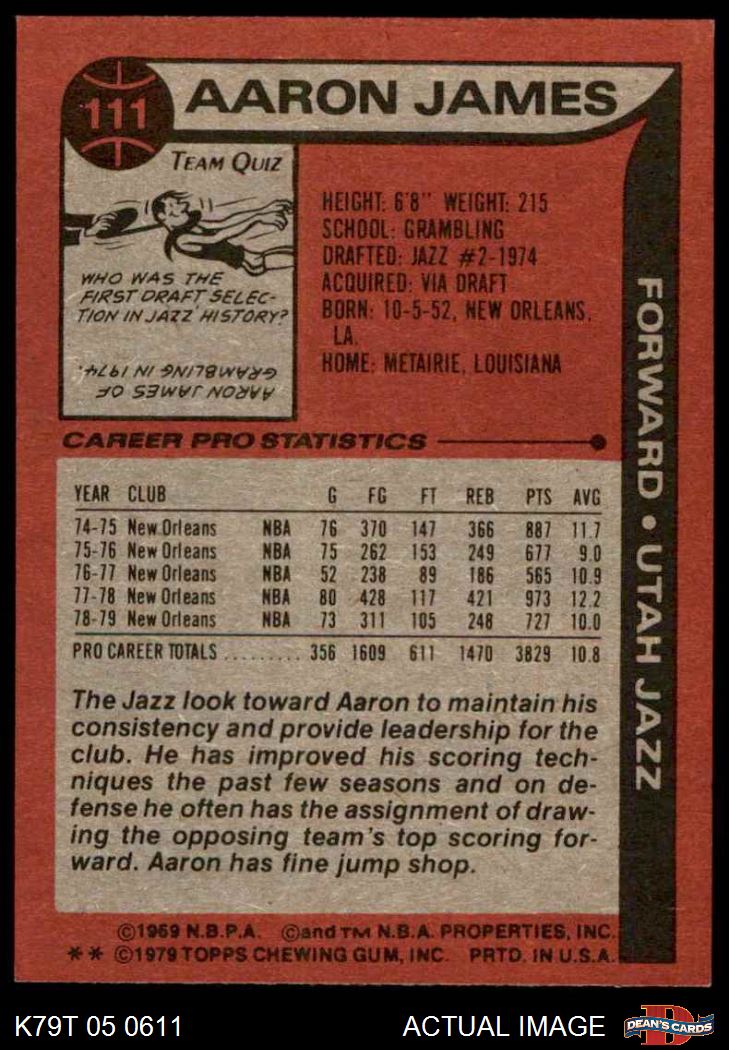 111
AARON JAMES
TEAM QUIZ
WHO WAS THE
FIRST DRAFT SELEC-
TION IN JAZZ HISTORY?
AARON JAMES OF
GRAMBLING IN 1974.
HEIGHT: 6'8" WEIGHT: 215
SCHOOL: GRAMBLING
DRAFTED: JAZZ #2-1974
ACQUIRED: VIA DRAFT
BORN: 10-5-52, NEW ORLEANS,
LA.
HOME: METAIRIE, LOUISIANA
FORWARD • UTAH JAZZ
CAREER PRO STATISTICS
YEAR CLUB G FG FT REB PTS AVG
74-75 New Orleans NBA 76 370 147 366 887 11.7
75-76 New Orleans NBA 75 262 153 249 677 9.0
76-77 New Orleans NBA 52 238 89 186 565 10.9
77-78 New Orleans NBA 80 428 117 421 973 12.2
78-79 New Orleans NBA 73 311 105 248 727 10.0
PRO CAREER TOTALS ......... 356 1609 611 1470 3829 10.8
The Jazz look toward Aaron to maintain his
consistency and provide leadership for the
club. He has improved his scoring tech-
niques the past few seasons and on de-
fense he often has the assignment of draw-
ing the opposing team's top scoring for-
ward. Aaron has fine jump shop.
©1969 N.B.P.A. ©and TM N.B.A. PROPERTIES, INC.
** ©1979 TOPPS CHEWING GUM, INC. PRTD. IN U.S.A.
K79T 05 0611
ACTUAL IMAGE
D
DEAN'S CARDS